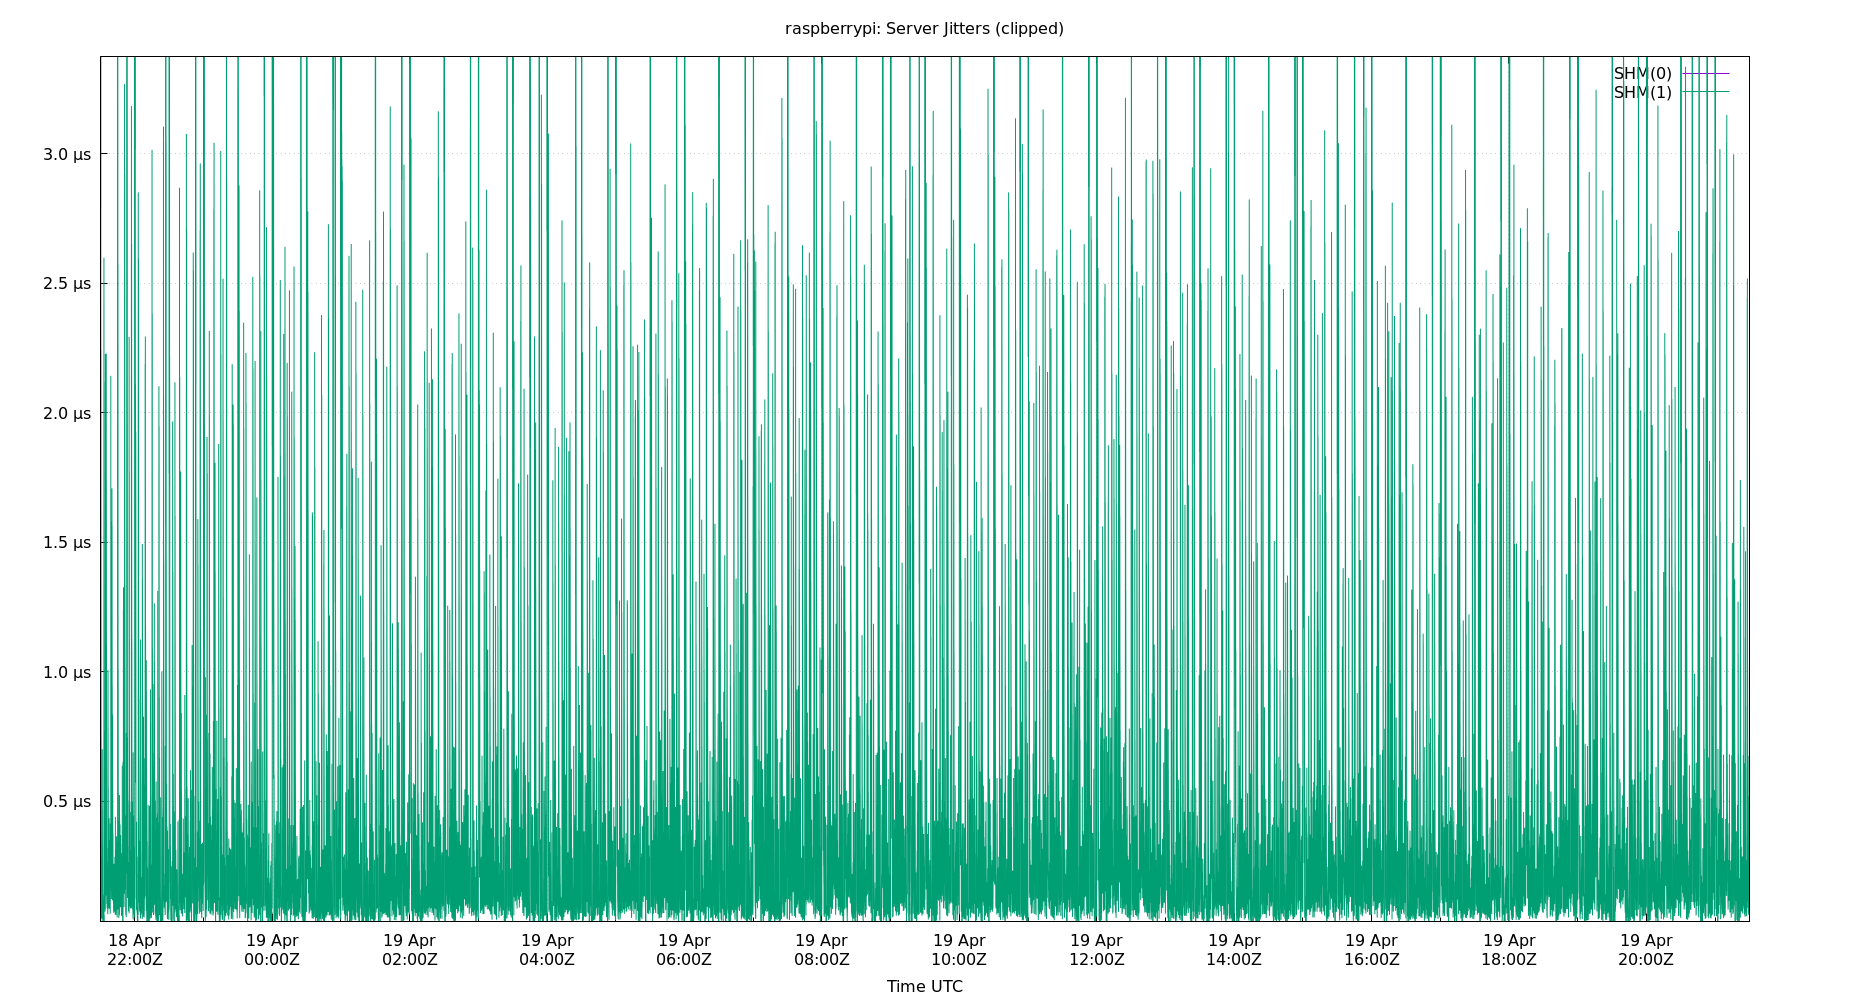 raspberrypi: Server Jitters (clipped)
SHM(0)
SHM(1)
3.0 µs
2.5 µs
2.0 µs
1.5 µs
1.0 µs
0.5 µs
18 Apr 19 Apr 19 Apr 19 Apr 19 Apr 19 Apr 19 Apr 19 Apr 19 Apr 19 Apr 19 Apr 19 Apr
22:00Z 00:00Z 02:00Z 04:00Z 06:00Z 08:00Z 10:00Z 12:00Z 14:00Z 16:00Z 18:00Z 20:00Z
Time UTC